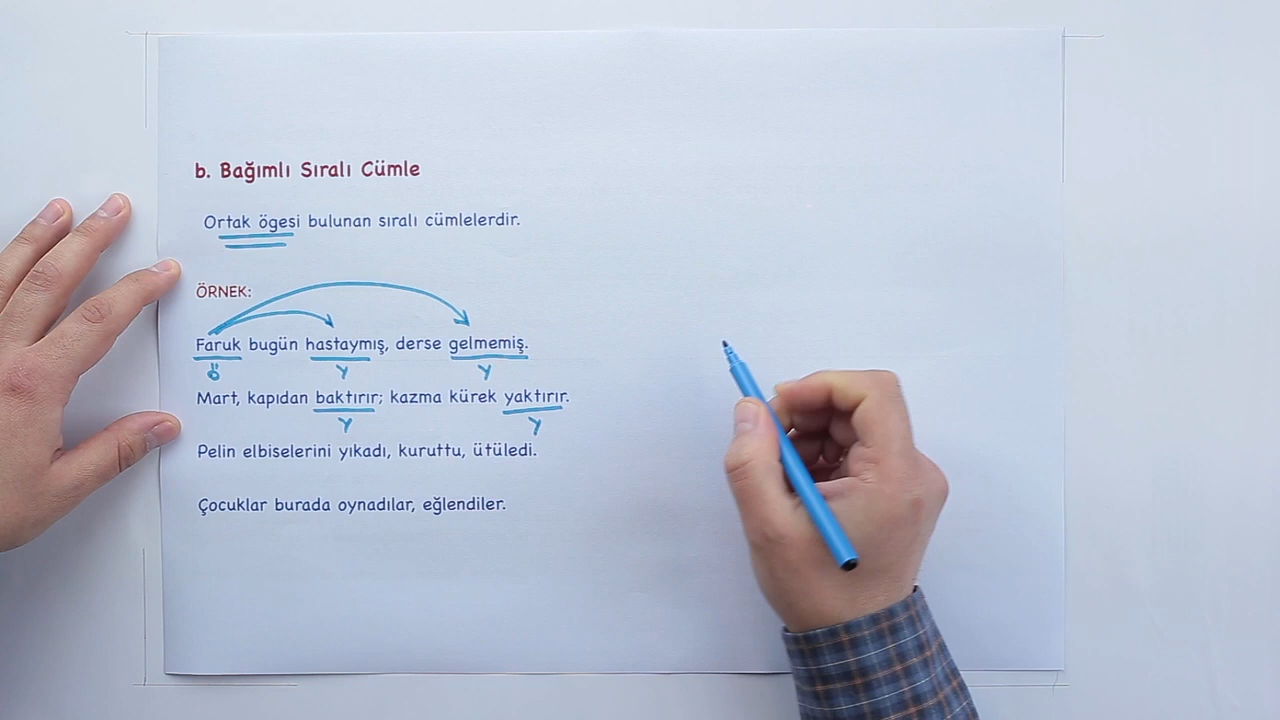 b. Bağımlı Sıralı Cümle
Ortak ögesi bulunan sıralı cümlelerdir.
ÖRNEK:
Faruk bugün hastaymış, derse gelmemiş.
ö Y Y
Mart, kapıdan baktırır; kazma kürek yaktırır.
Y Y
Pelin elbiselerini yıkadı, kuruttu, ütüledi.
Çocuklar burada oynadılar, eğlendiler.